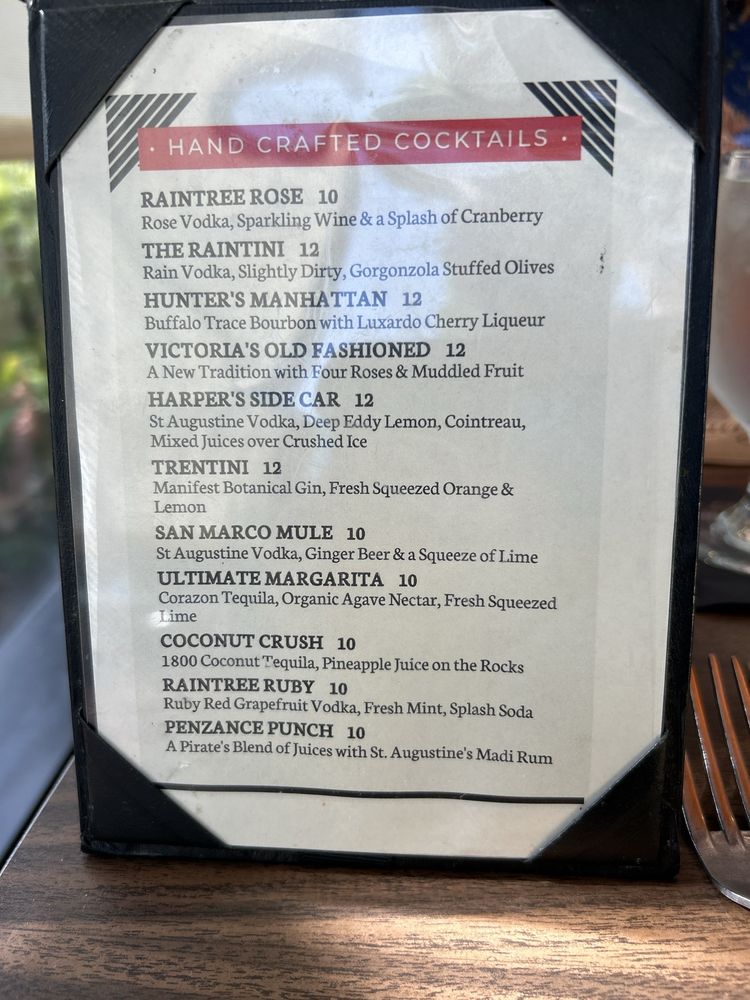 · HAND CRAFTED COCKTAILS ·
RAINTREE ROSE 10
Rose Vodka, Sparkling Wine & a Splash of Cranberry
THE RAINTINI 12
Rain Vodka, Slightly Dirty, Gorgonzola Stuffed Olives
HUNTER'S MANHATTAN 12
Buffalo Trace Bourbon with Luxardo Cherry Liqueur
VICTORIA'S OLD FASHIONED 12
A New Tradition with Four Roses & Muddled Fruit
HARPER'S SIDE CAR 12
St Augustine Vodka, Deep Eddy Lemon, Cointreau,
Mixed Juices over Crushed Ice
TRENTINI 12
Manifest Botanical Gin, Fresh Squeezed Orange &
Lemon
SAN MARCO MULE 10
St Augustine Vodka, Ginger Beer & a Squeeze of Lime
ULTIMATE MARGARITA 10
Corazon Tequila, Organic Agave Nectar, Fresh Squeezed
Lime
COCONUT CRUSH 10
1800 Coconut Tequila, Pineapple Juice on the Rocks
RAINTREE RUBY 10
Ruby Red Grapefruit Vodka, Fresh Mint, Splash Soda
PENZANCE PUNCH 10
A Pirate's Blend of Juices with St. Augustine's Madi Rum